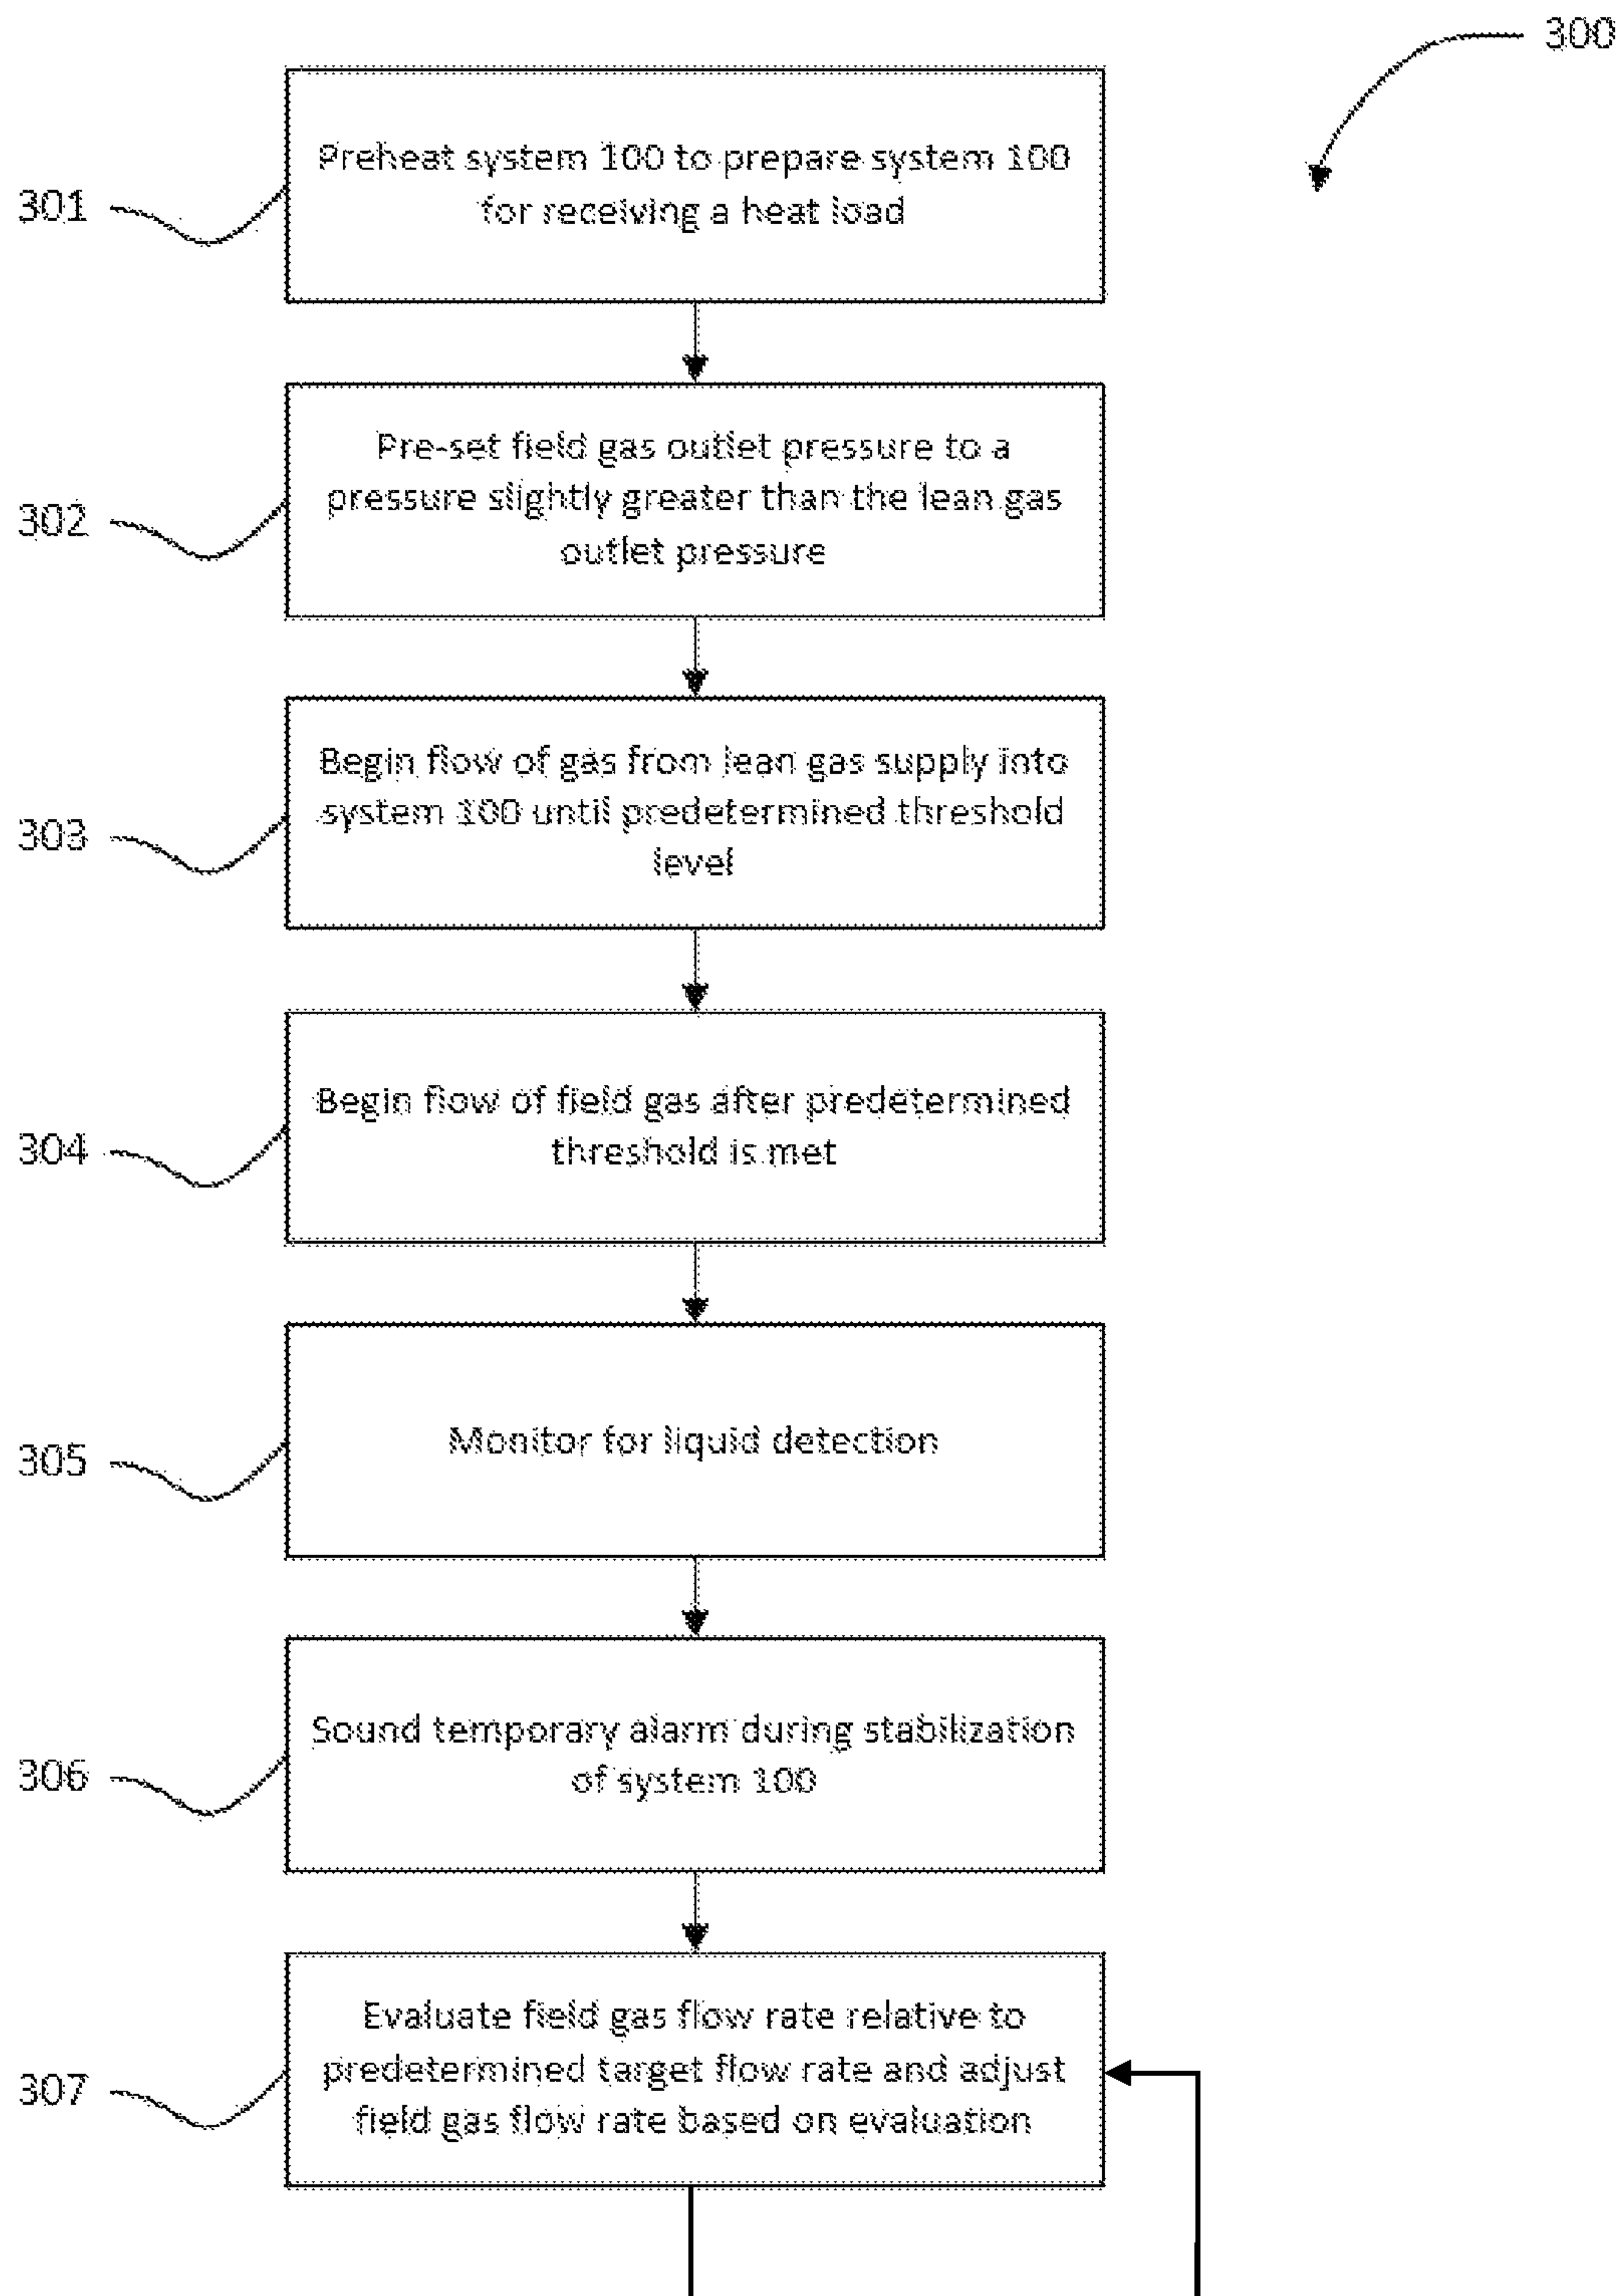 300
301
Preheat system 100 to prepare system 100
for receiving a heat load
302
Pre-set field gas outlet pressure to a
pressure slightly greater than the lean gas
outlet pressure
303
Begin flow of gas from lean gas supply into
system 100 until predetermined threshold
level
304
Begin flow of field gas after predetermined
threshold is met
305
Monitor for liquid detection
306
Sound temporary alarm during stabilization
of system 100
307
Evaluate field gas flow rate relative to
predetermined target flow rate and adjust
field gas flow rate based on evaluation